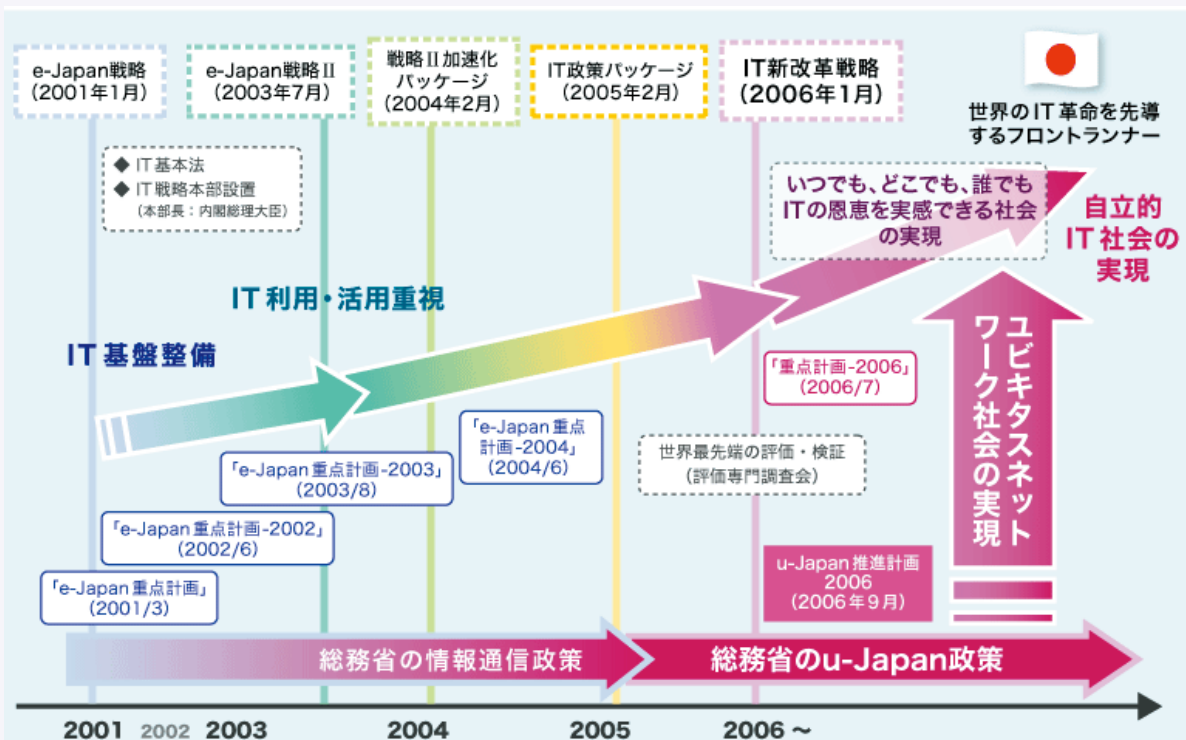 e-Japan戦略
（2001年1月）
e-Japan戦略Ⅱ
（2003年7月）
戦略Ⅱ加速化
パッケージ
（2004年2月）
IT政策パッケージ
（2005年2月）
IT新改革戦略
（2006年1月）
世界のIT革命を先導
するフロントランナー
◆ IT基本法
◆ IT戦略本部設置
（本部長：内閣総理大臣）
いつでも、どこでも、誰でも
ITの恩恵を実感できる社会
の実現
自立的
IT社会の
実現
IT利用・活用重視
IT基盤整備
「重点計画-2006」
（2006/7）
ユビキタスネット
ワーク社会の実現
「e-Japan重点
計画-2004」
（2004/6）
世界最先端の評価・検証
（評価専門調査会）
「e-Japan重点計画-2003」
（2003/8）
「e-Japan重点計画-2002」
（2002/6）
「e-Japan重点計画」
（2001/3）
u-Japan推進計画
2006
（2006年9月）
総務省の情報通信政策
総務省のu-Japan政策
2001 2002 2003 2004 2005 2006～